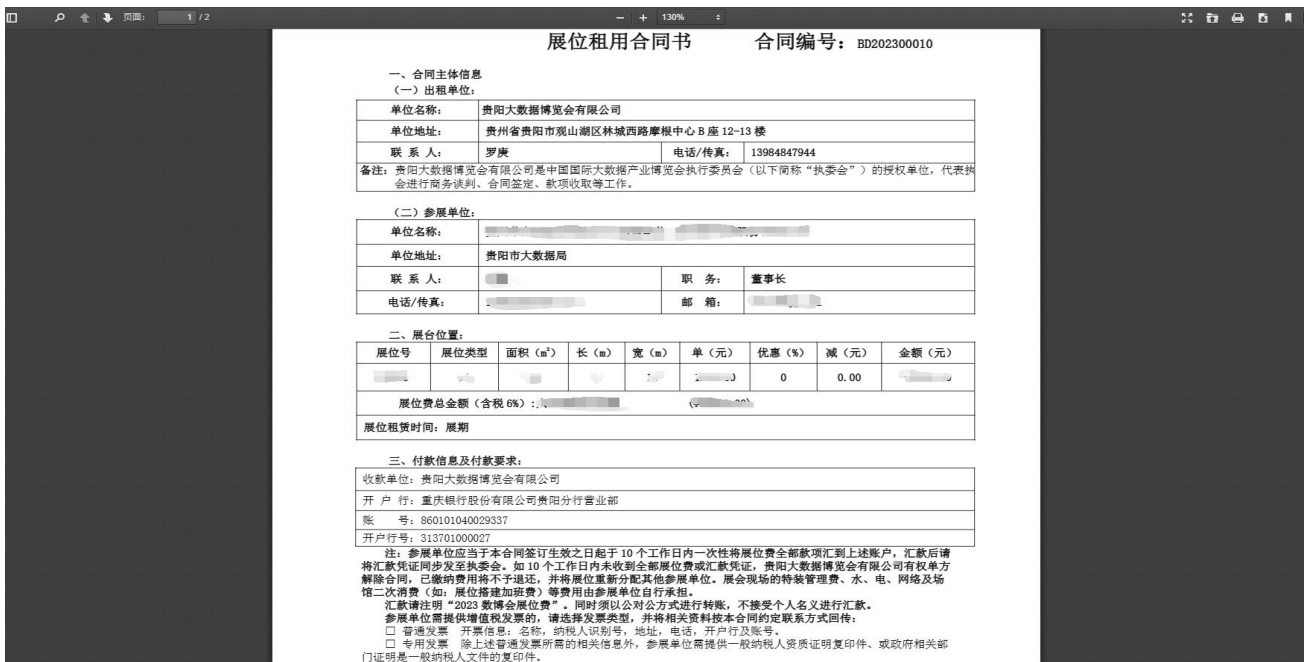 页面： 1 / 2
— + 130%
展位租用合同书 合同编号：BD202300010
一、合同主体信息
（一）出租单位：
单位名称： 贵阳大数据博览会有限公司
单位地址： 贵州省贵阳市观山湖区林城西路摩根中心 B 座 12-13 楼
联 系 人： 罗庚 电话/传真： 13984847944
备注：贵阳大数据博览会有限公司是中国国际大数据产业博览会执行委员会（以下简称“执委会”）的授权单位，代表执
会进行商务谈判、合同签定、款项收取等工作。
（二）参展单位：
单位名称：
单位地址： 贵阳市大数据局
联 系 人： 职 务： 董事长
电话/传真： 邮 箱：
二、展台位置：
展位号 展位类型 面积（m²） 长（m） 宽（m） 单（元） 优惠（%） 减（元） 金额（元）
0 0.00
展位费总金额（含税 6%）：
展位租赁时间：展期
三、付款信息及付款要求：
收款单位：贵阳大数据博览会有限公司
开 户 行：重庆银行股份有限公司贵阳分行营业部
账 号：860101040029337
开户行号：313701000027
注：参展单位应当于本合同签订生效之日起于 10 个工作日内一次性将展位费全部款项汇到上述账户，汇款后请
将汇款凭证同步发至执委会。如 10 个工作日内未收到全部展位费或汇款凭证，贵阳大数据博览会有限公司有权单方
解除合同，已缴纳费用将不予退还，并将展位重新分配其他参展单位。展会现场的特装管理费、水、电、网络及场
馆二次消费（如：展位搭建加班费）等费用由参展单位自行承担。
汇款请注明“2023 数博会展位费”。同时须以公对公方式进行转账，不接受个人名义进行汇款。
参展单位需提供增值税发票的，请选择发票类型，并将相关资料按本合同约定联系方式回传：
□ 普通发票 开票信息：名称，纳税人识别号，地址，电话，开户行及账号。
□ 专用发票 除上述普通发票所需的相关信息外，参展单位需提供一般纳税人资质证明复印件、或政府相关部
门证明是一般纳税人文件的复印件。